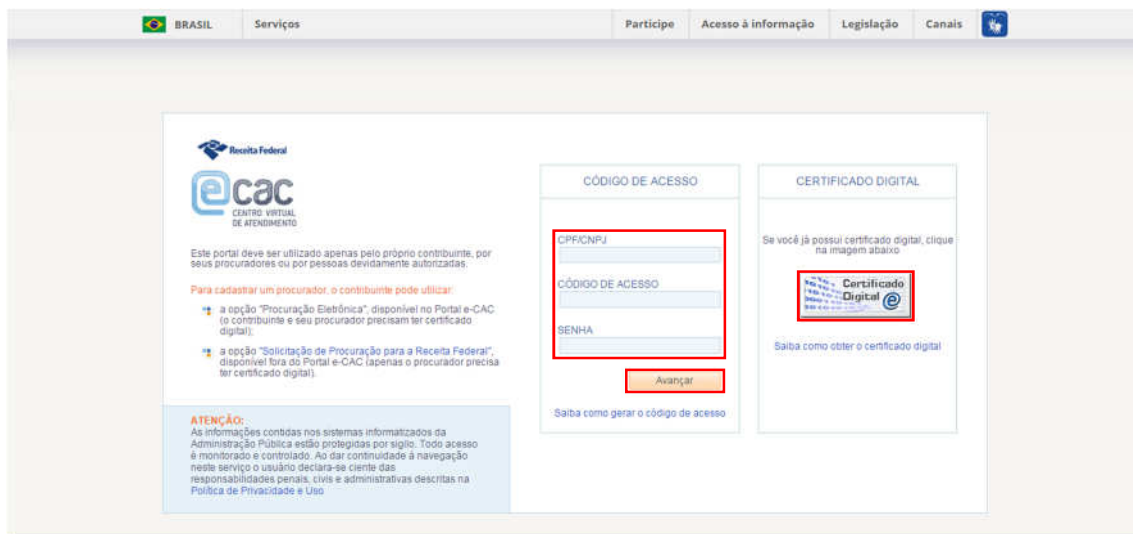 BRASIL Serviços Participe Acesso à informação Legislação Canais
Receita Federal
e cac
CENTRO VIRTUAL
DE ATENDIMENTO
Este portal deve ser utilizado apenas pelo próprio contribuinte, por
seus procuradores ou por pessoas devidamente autorizadas.
Para cadastrar um procurador, o contribuinte pode utilizar:
a opção "Procuração Eletrônica", disponível no Portal e-CAC
(o contribuinte e seu procurador precisam ter certificado
digital);
a opção "Solicitação de Procuração para a Receita Federal",
disponível fora do Portal e-CAC (apenas o procurador precisa
ter certificado digital).
ATENÇÃO:
As informações contidas nos sistemas informatizados da
Administração Pública estão protegidas por sigilo. Todo acesso
é monitorado e controlado. Ao dar continuidade à navegação
neste serviço o usuário declara-se ciente das
responsabilidades penais, civis e administrativas descritas na
Política de Privacidade e Uso
CÓDIGO DE ACESSO
CPF/CNPJ
CÓDIGO DE ACESSO
SENHA
Avançar
Saiba como gerar o código de acesso
CERTIFICADO DIGITAL
Se você já possui certificado digital, clique
na imagem abaixo
Certificado
Digital e
Saiba como obter o certificado digital